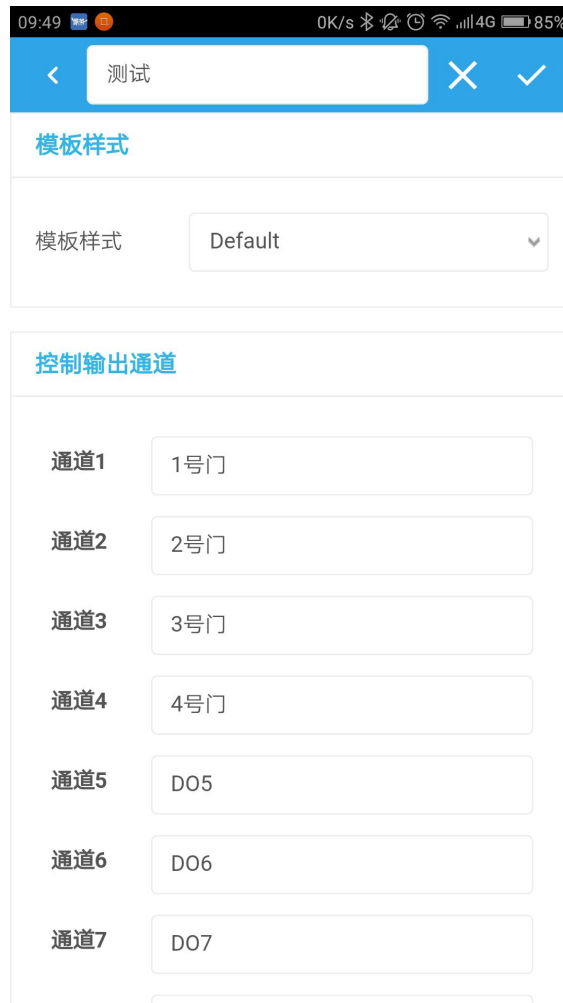 09:49 0K/s 4G 85%
测试
模板样式
模板样式 Default
控制输出通道
通道1 1号门
通道2 2号门
通道3 3号门
通道4 4号门
通道5 DO5
通道6 DO6
通道7 DO7